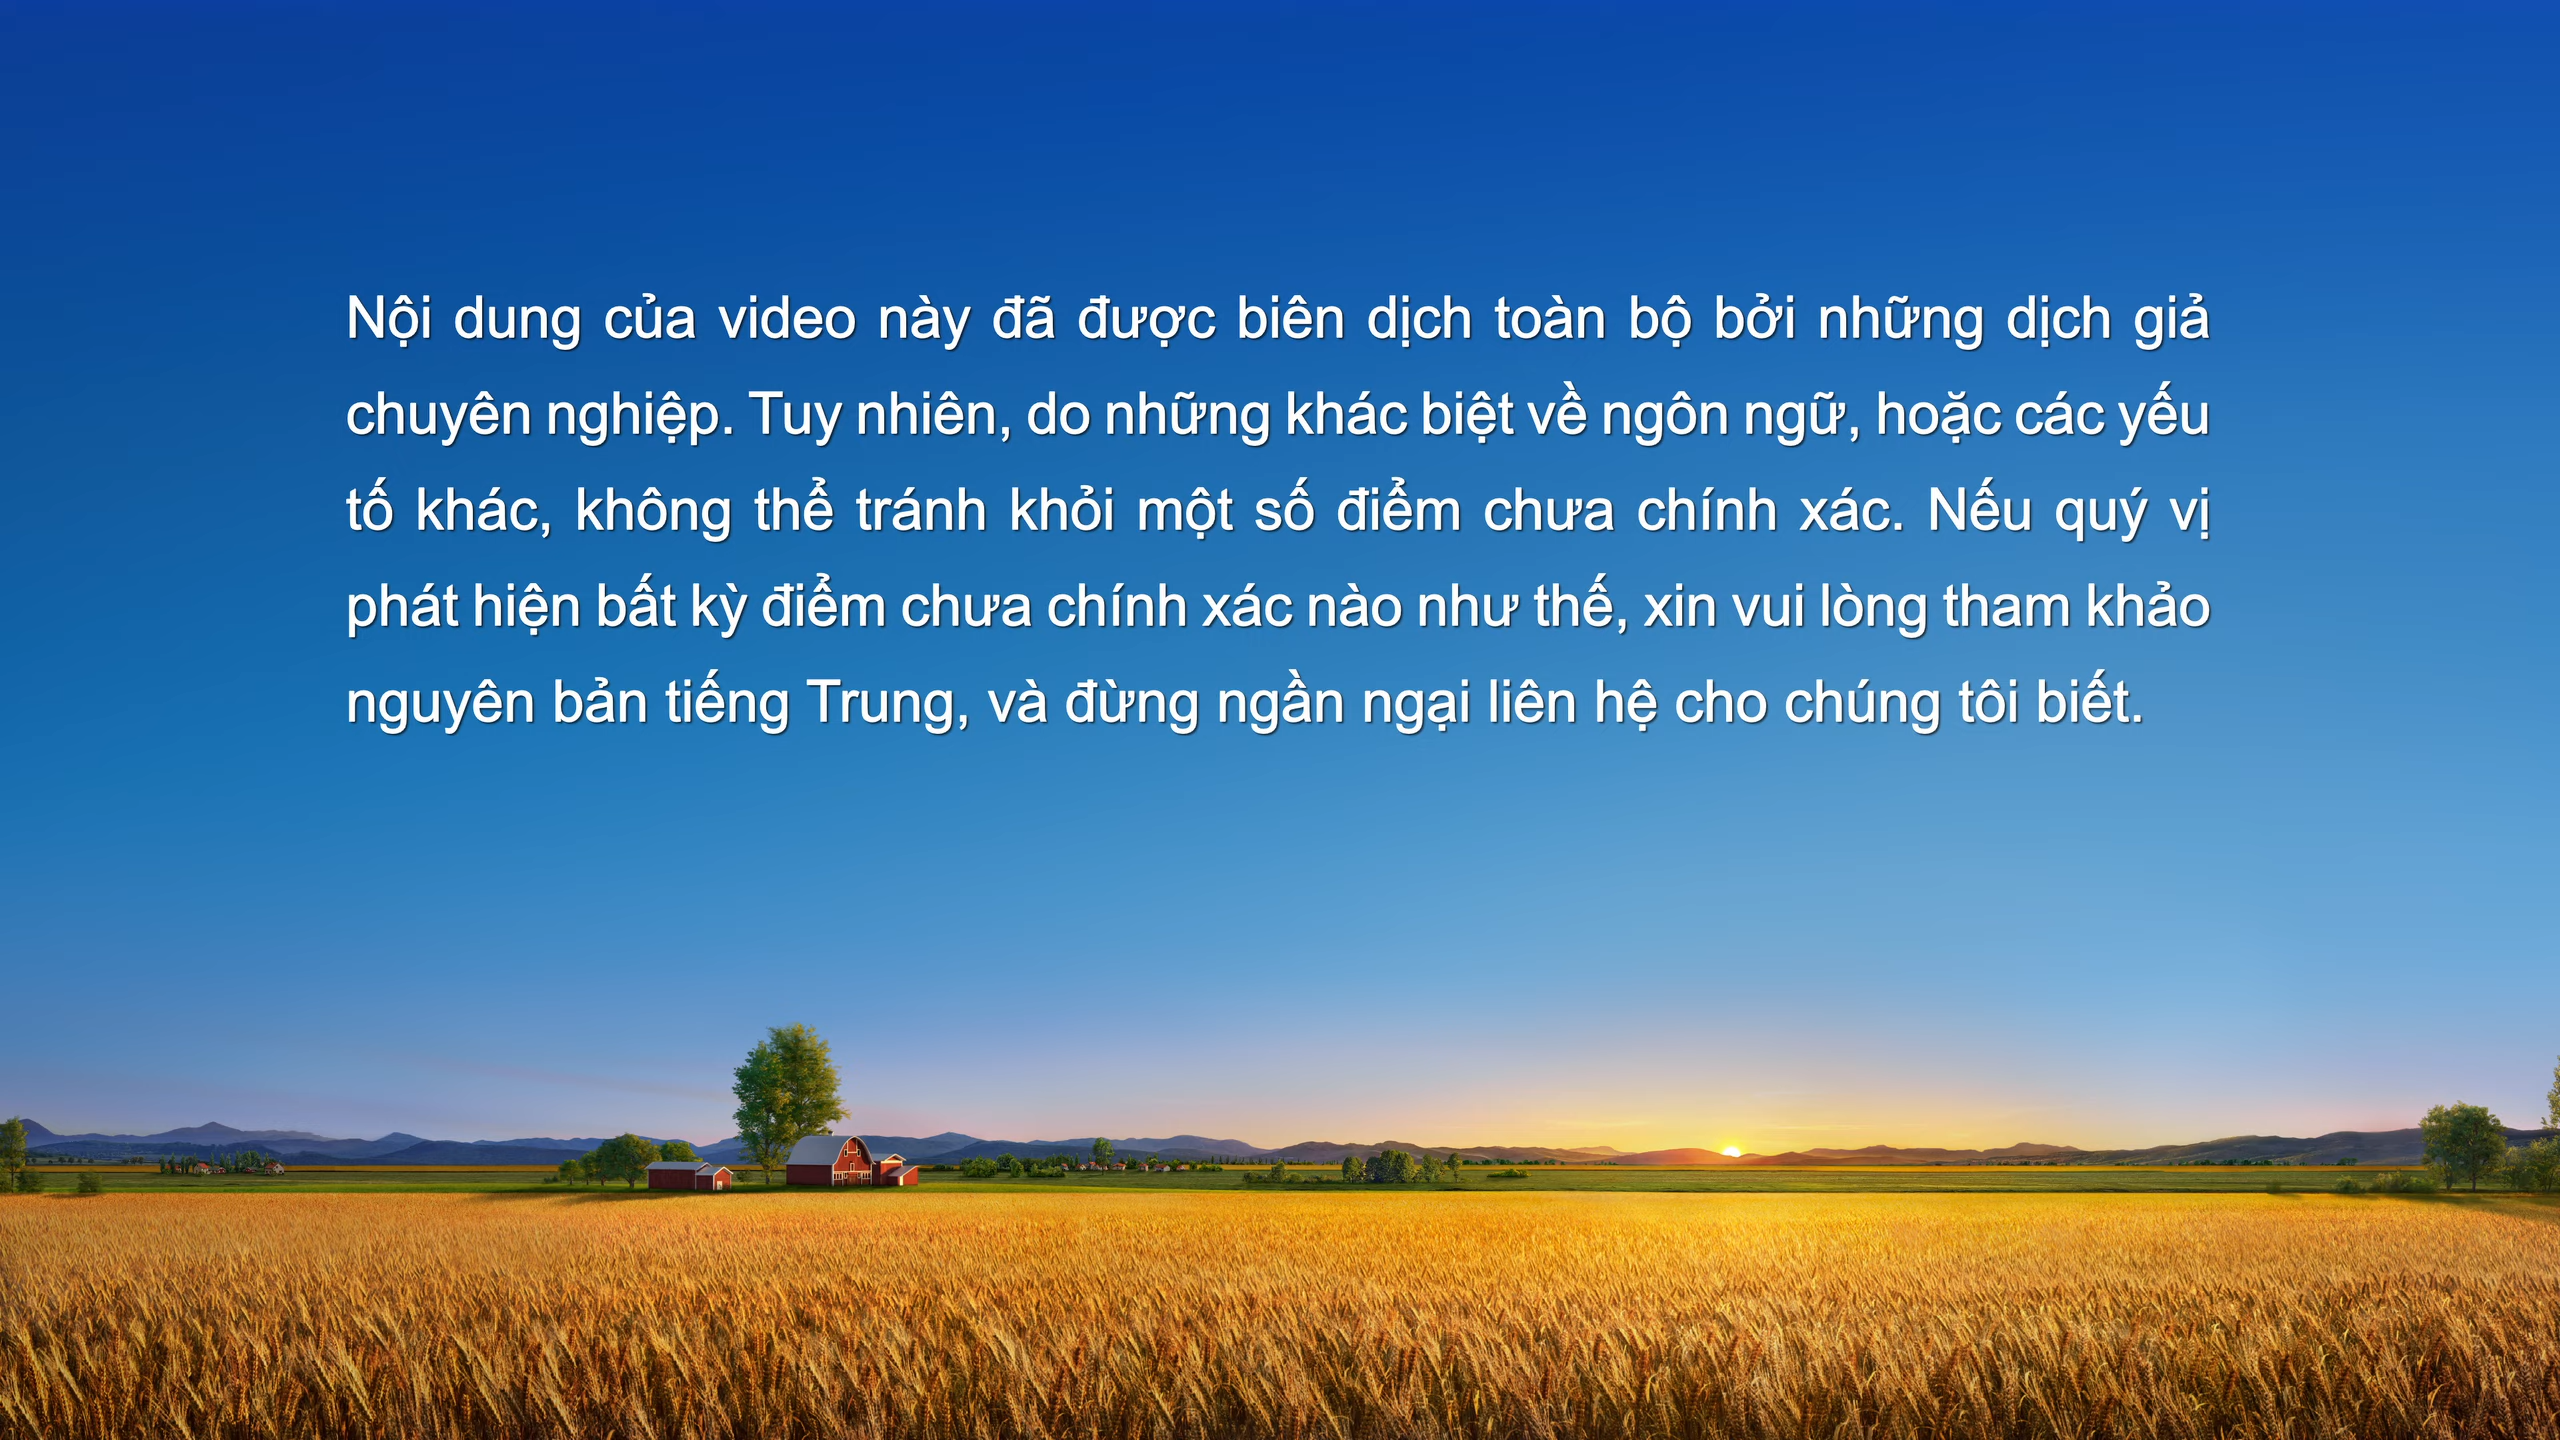 Nội dung của video này đã được biên dịch toàn bộ bởi những dịch giả
chuyên nghiệp. Tuy nhiên, do những khác biệt về ngôn ngữ, hoặc các yếu
tố khác, không thể tránh khỏi một số điểm chưa chính xác. Nếu quý vị
phát hiện bất kỳ điểm chưa chính xác nào như thế, xin vui lòng tham khảo
nguyên bản tiếng Trung, và đừng ngần ngại liên hệ cho chúng tôi biết.